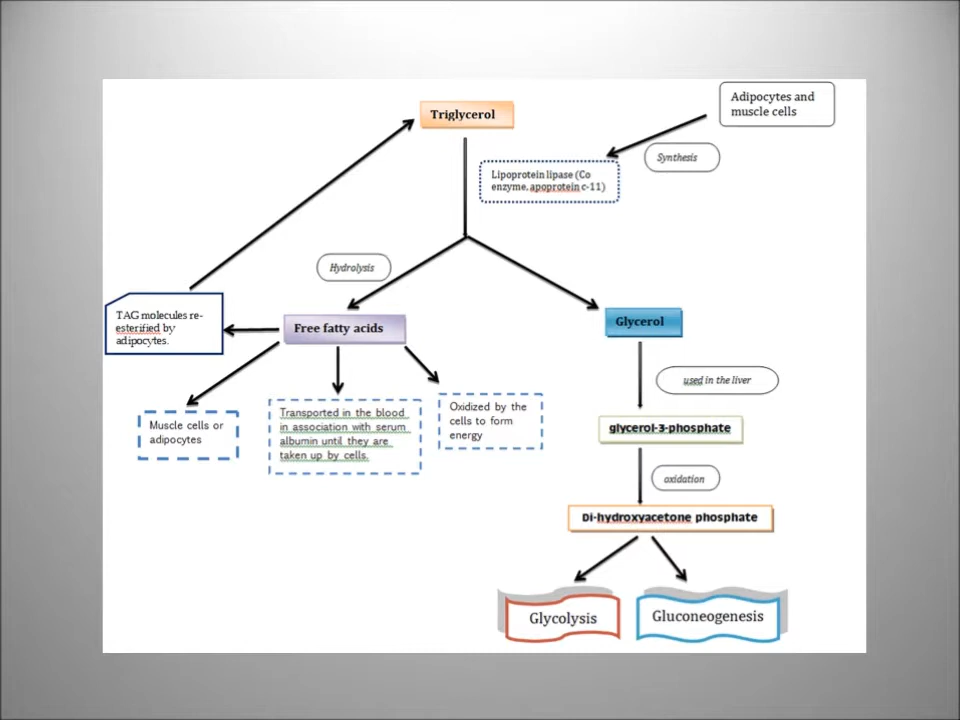 Adipocytes and
muscle cells
Triglycerol
Synthesis
Lipoprotein lipase (Co
enzyme, apoprotein c-11)
Hydrolysis
TAG molecules re-
esterified by
adipocytes.
Free fatty acids
Glycerol
used in the liver
Muscle cells or
adipocytes
Transported in the blood
in association with serum
albumin until they are
taken up by cells.
Oxidized by the
cells to form
energy
glycerol-3-phosphate
oxidation
Di-hydroxyacetone phosphate
Glycolysis
Gluconeogenesis